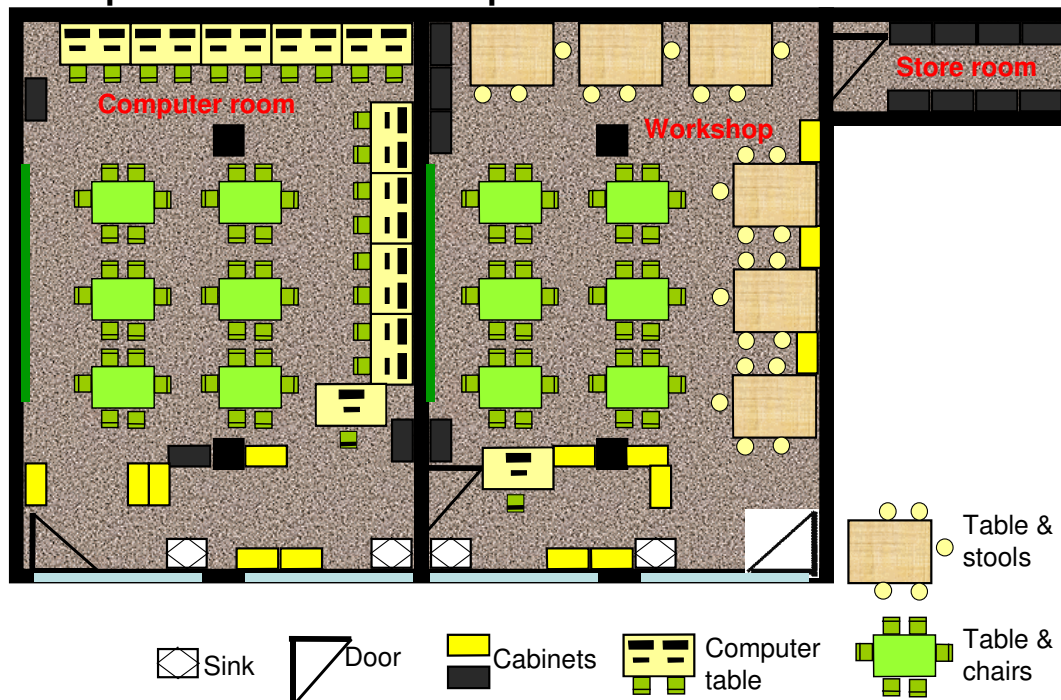 Computer room
Store room
Workshop
Table &
stools
Sink
Door
Cabinets
Computer
table
Table &
chairs